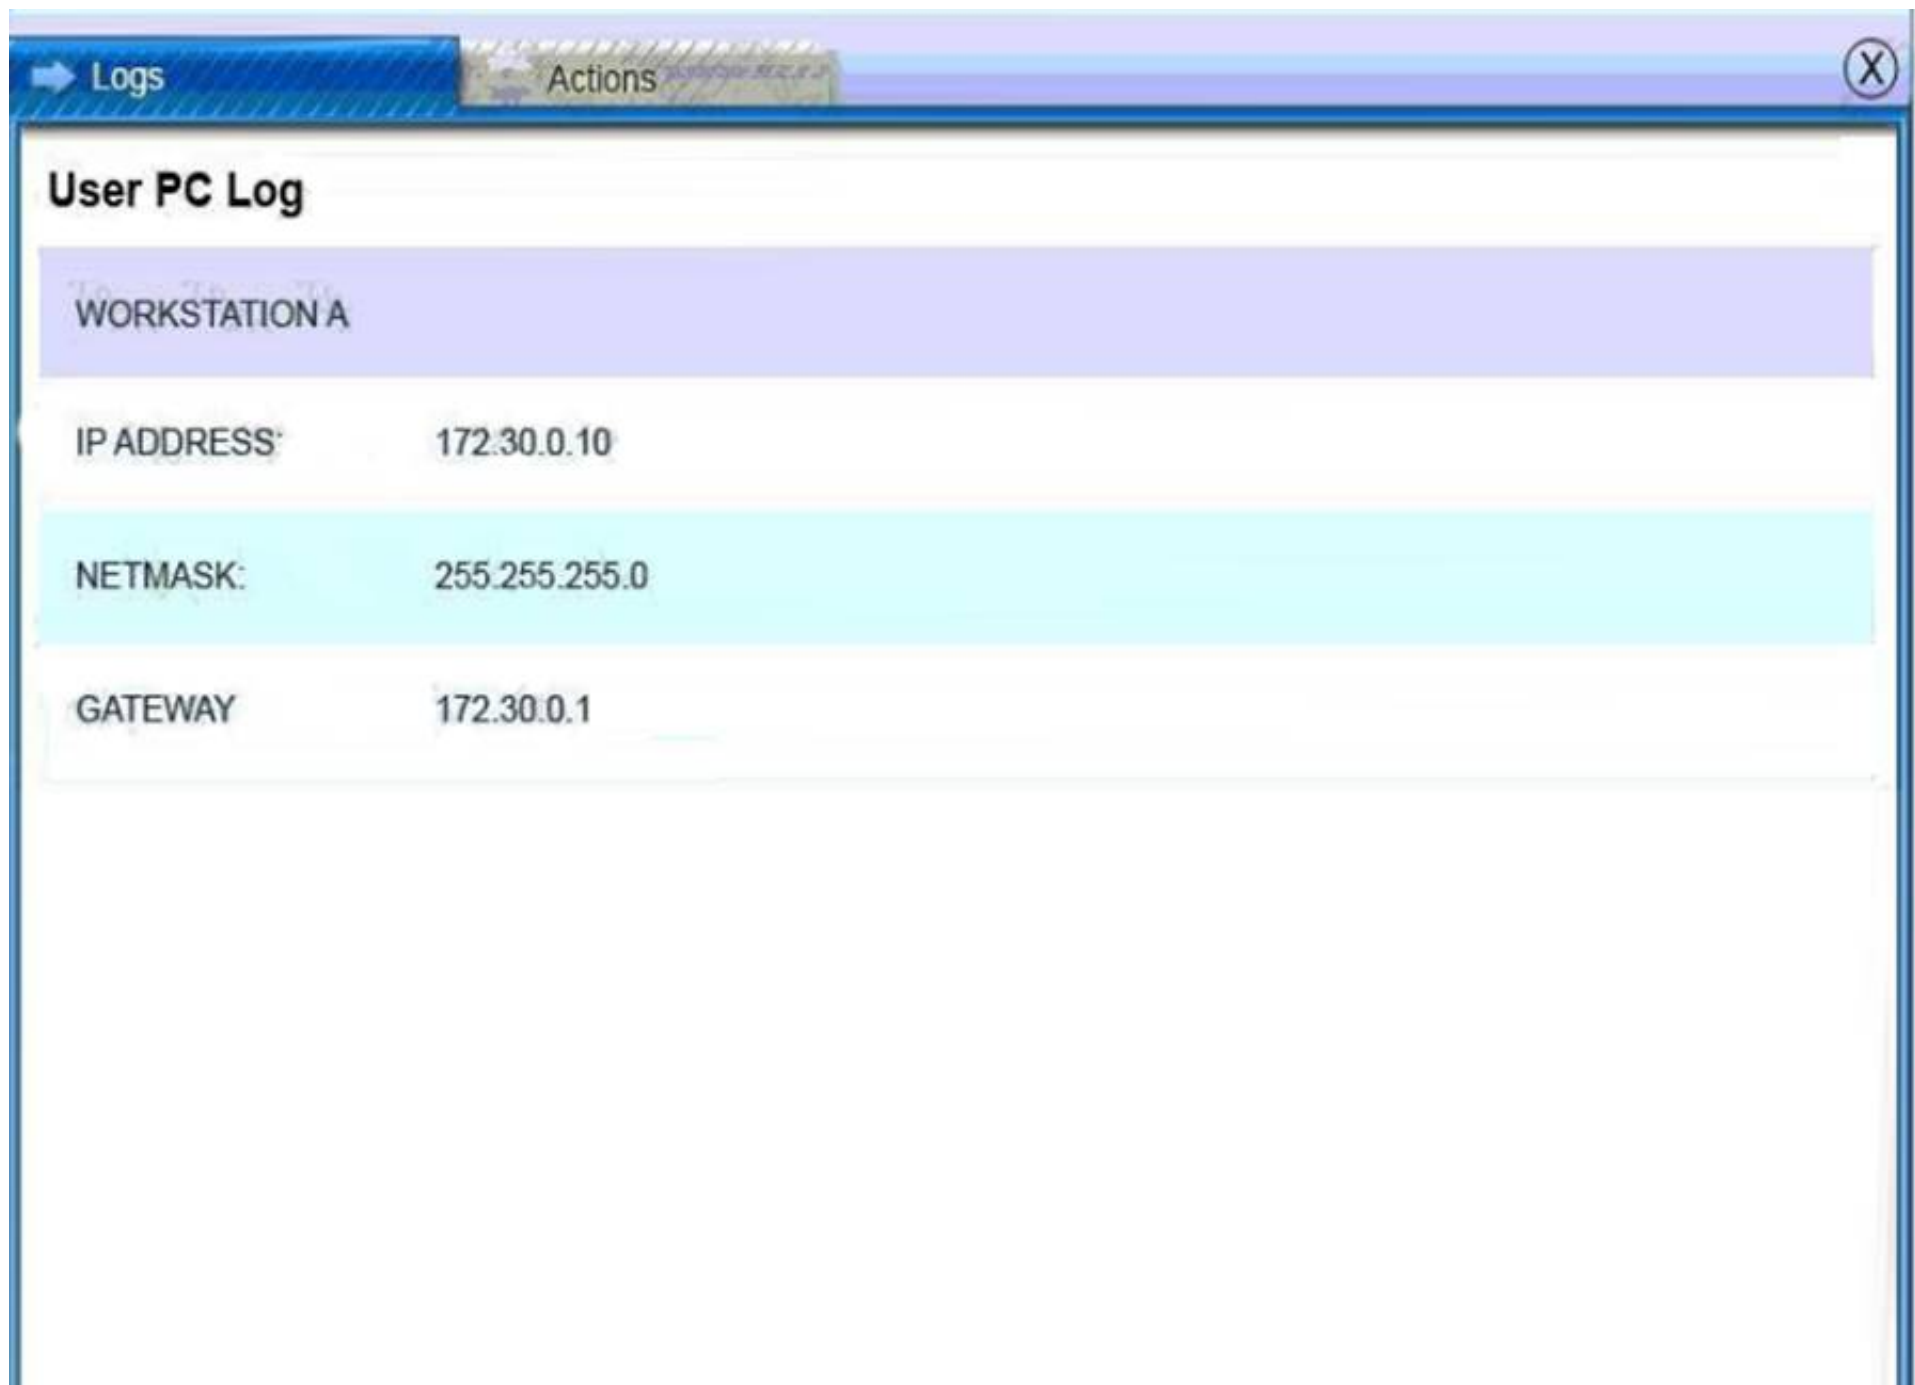 Logs Actions X
User PC Log
WORKSTATION A
IP ADDRESS: 172.30.0.10
NETMASK: 255.255.255.0
GATEWAY 172.30.0.1